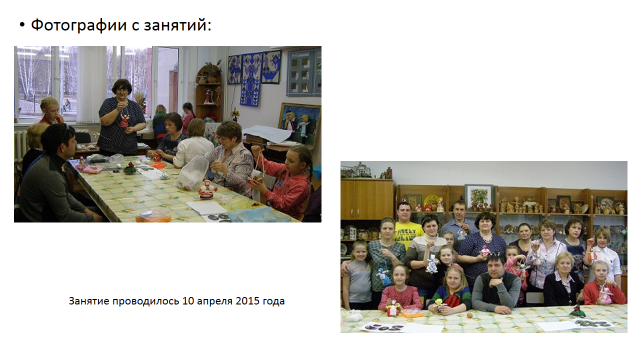 • Фотографии с занятий:
Занятие проводилось 10 апреля 2015 года